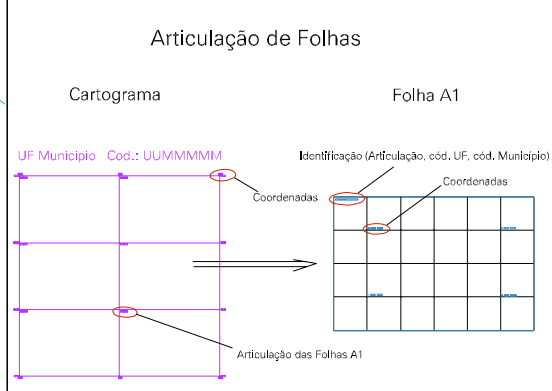 Articulação de Folhas
Cartograma
Folha A1
UF Municipio Cod.: UUMMMMM
Identificação (Articulação, cód. UF, cód. Município)
Coordenadas
Coordenadas
Articulação das Folhas A1